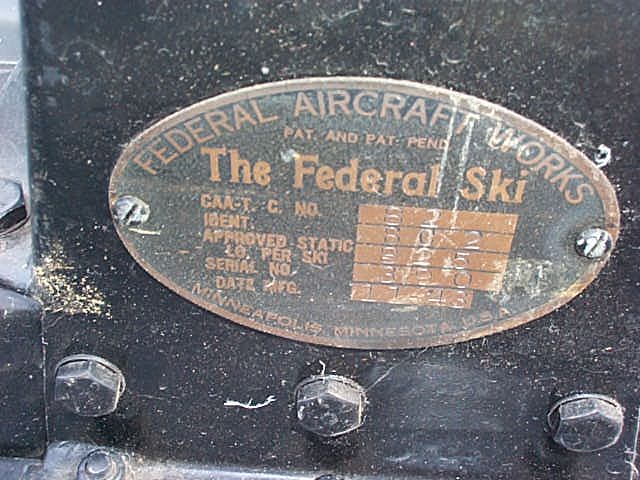 FEDERAL AIRCRAFT WORKS
PAT. AND PAT. PEND.
The Federal Ski
CAA-T. C. NO.
IDENT.
APPROVED STATIC
LD. PER SKI
SERIAL NO.
DATE MFG.
MINNEAPOLIS, MINNESOTA, U.S.A.